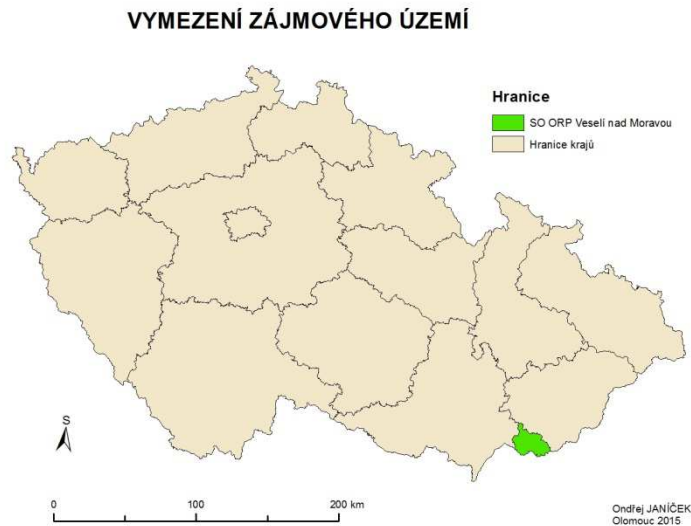 VYMEZENÍ ZÁJMOVÉHO ÚZEMÍ
Hranice
SO ORP Veselí nad Moravou
Hranice krajů
S
0 100 200 km
Ondřej JANÍČEK
Olomouc 2015